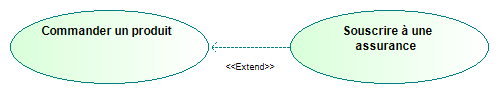 Commander un produit
Souscrire à une
assurance
<<Extend>>